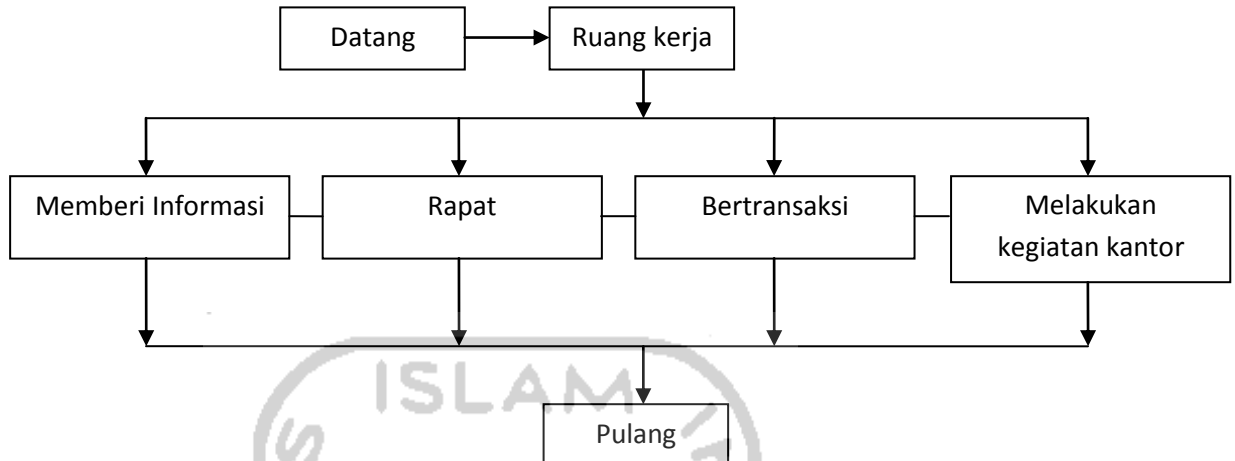 Datang
Ruang kerja
Memberi Informasi
Rapat
Bertransaksi
Melakukan
kegiatan kantor
ISLAM
Pulang